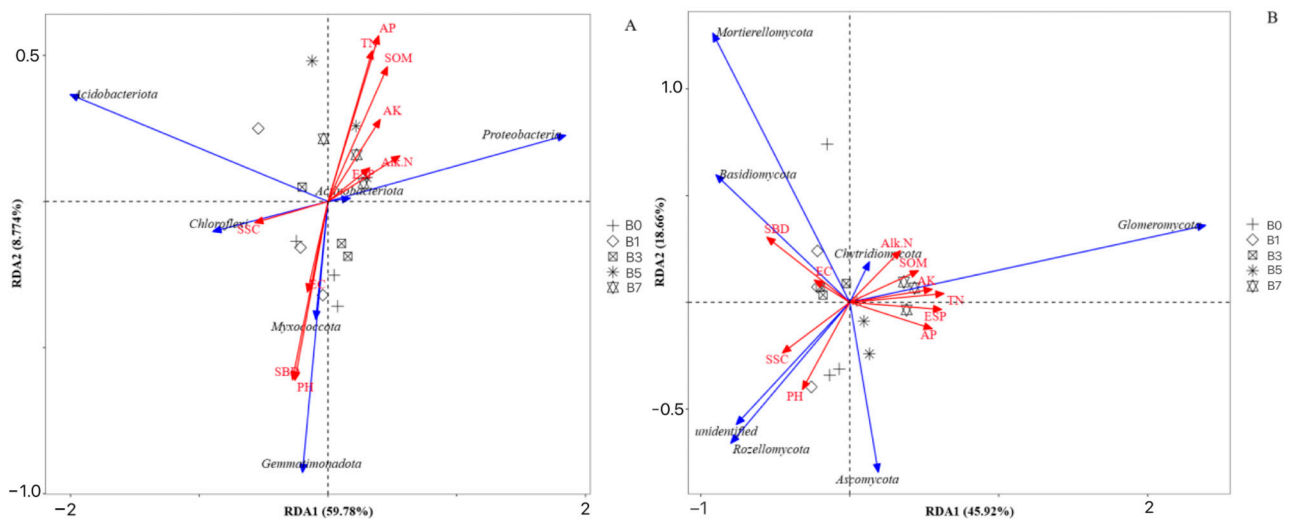 A
0.5
-1.0
-2
2
RDA2 (8.774%)
RDA1 (59.78%)
AP
TN
SOM
AK
Alk.N
ESP
SSC
EC
SBD
PH
Acidobacteriota
Proteobacteria
Actinobacteriota
Chloroflexi
Myxococcota
Gemmatimonadota
B0
B1
B3
B5
B7
B
1.0
-0.5
-1
2
RDA2 (18.66%)
RDA1 (45.92%)
Mortierellomycota
Basidiomycota
Glomeromycota
Chytridiomycota
SBD
EC
Alk.N
SOM
AK
TN
ESP
AP
SSC
PH
unidentified
Rozellomycota
Ascomycota
B0
B1
B3
B5
B7